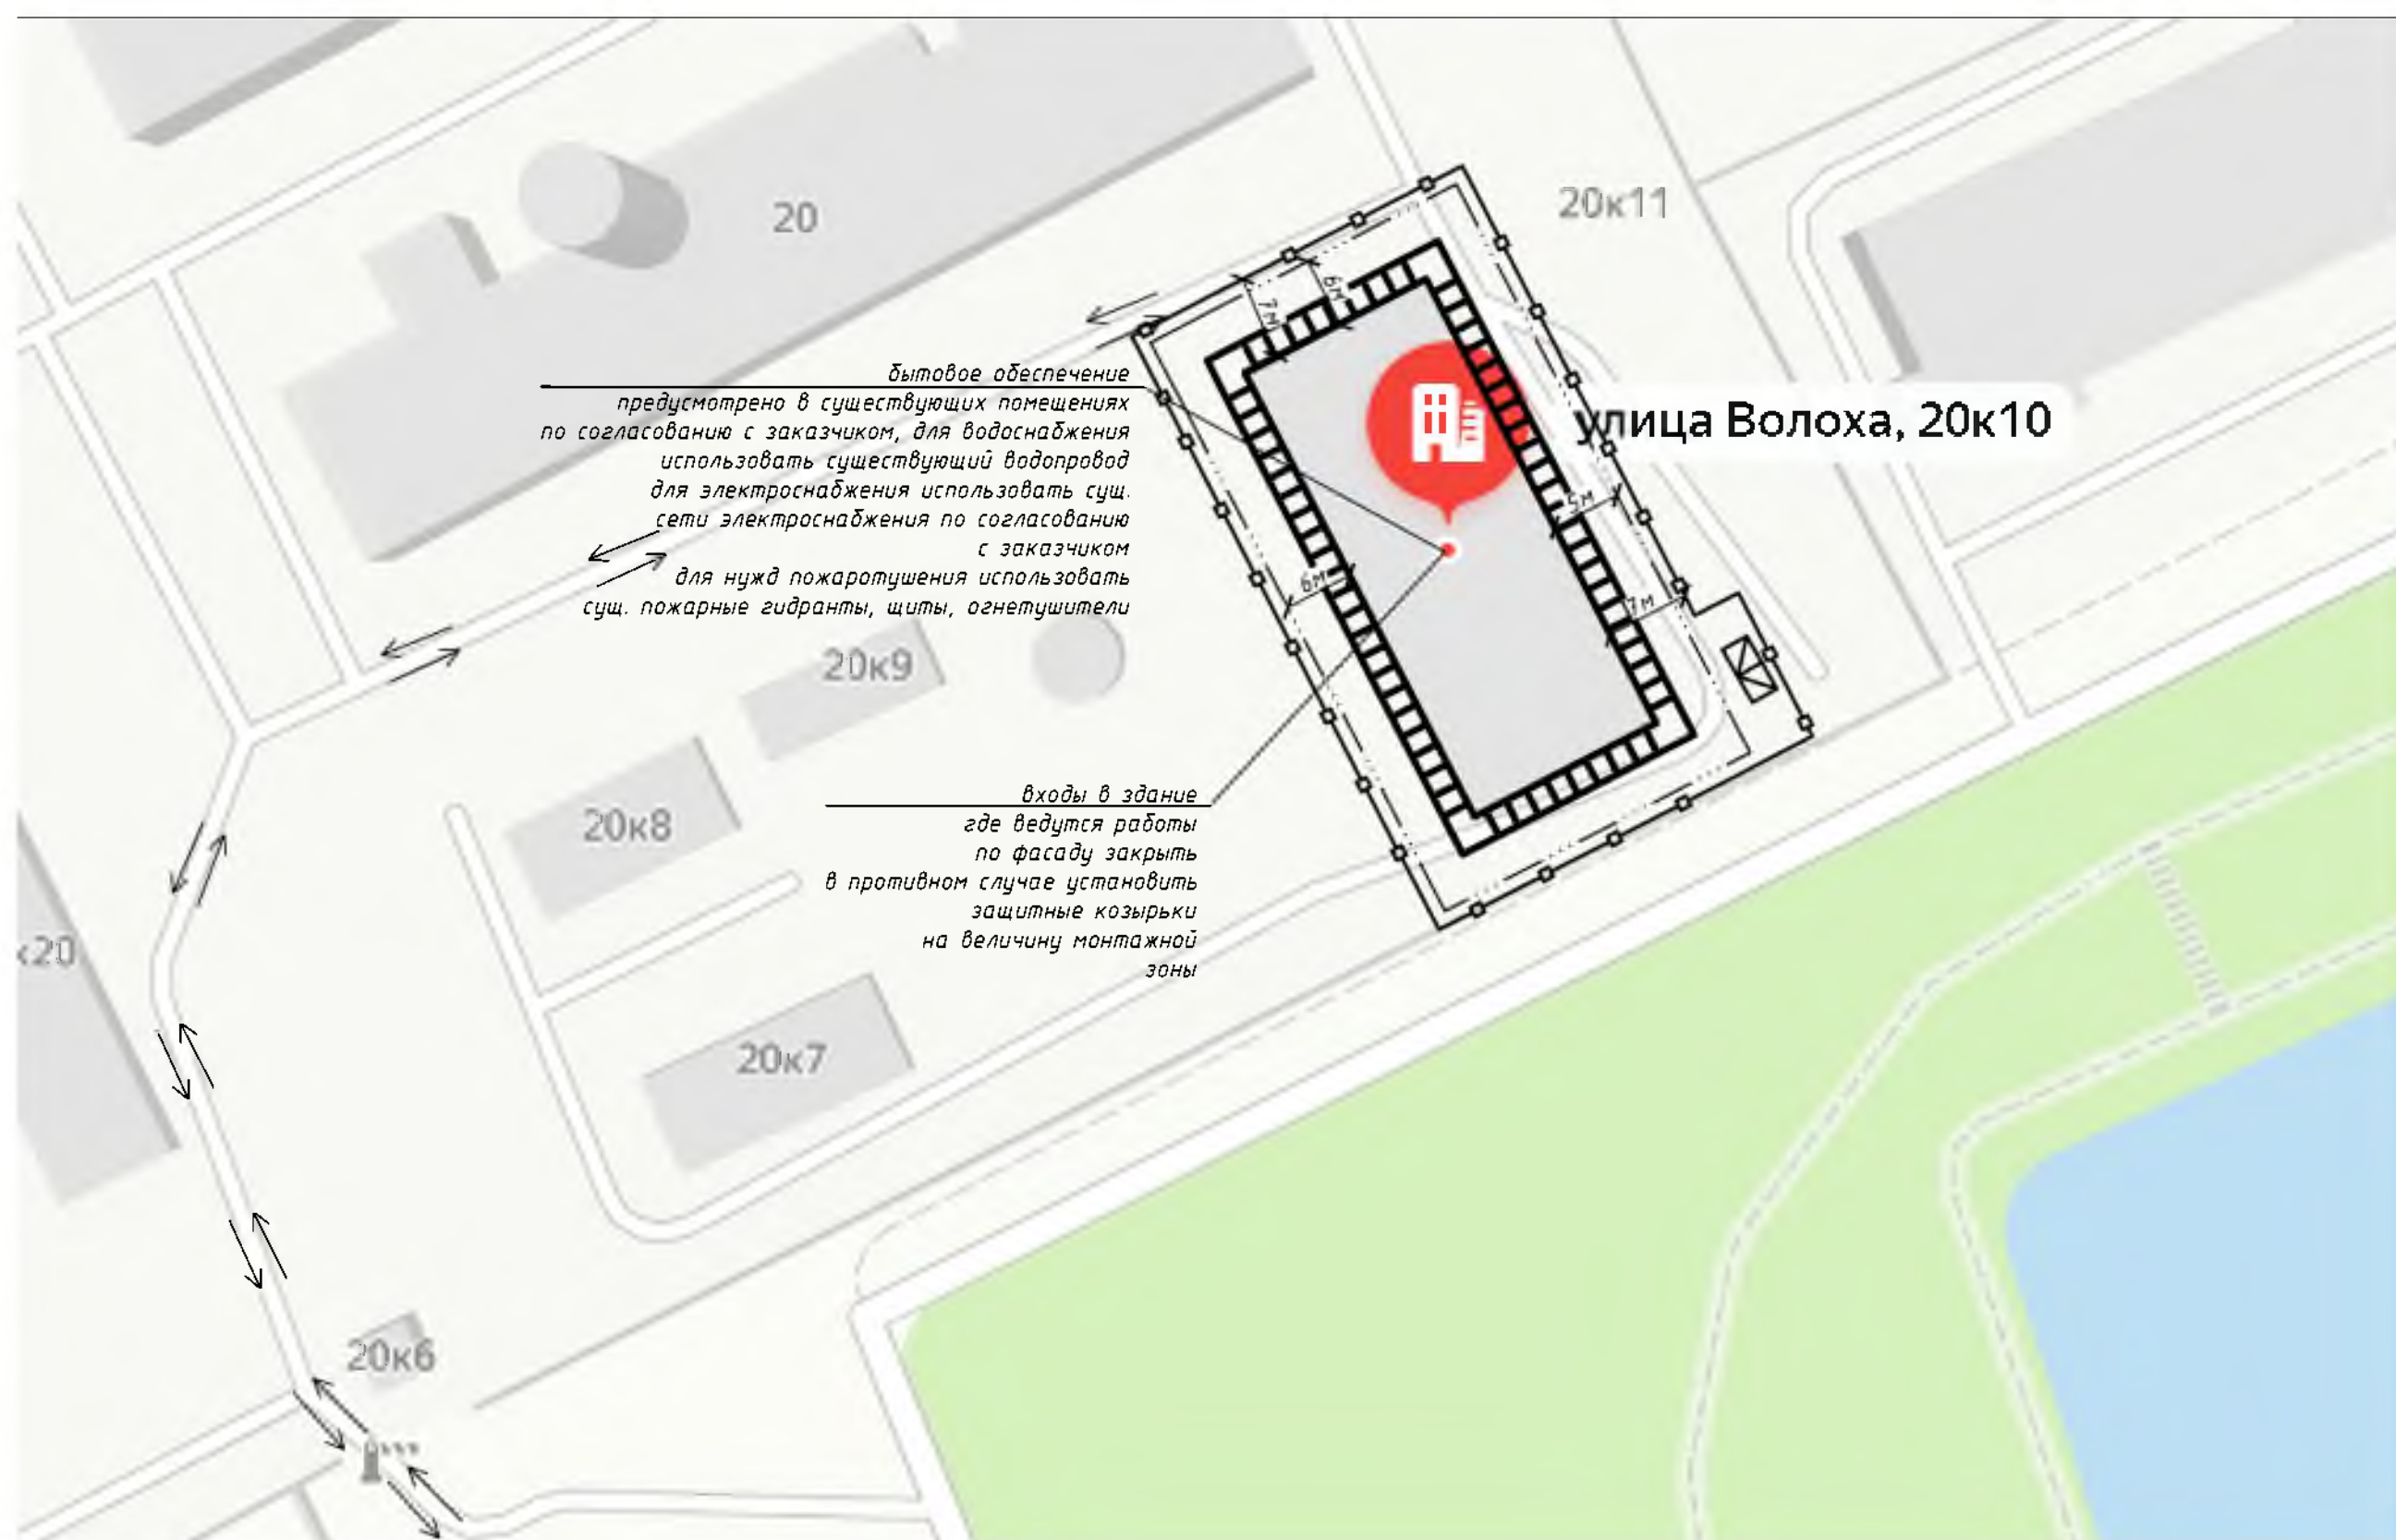 20
20к11
6м
7м
бытовое обеспечение
предусмотрено в существующих помещениях
по согласованию с заказчиком, для водоснабжения
использовать существующий водопровод
для электроснабжения использовать сущ.
сети электроснабжения по согласованию
с заказчиком
для нужд пожаротушения использовать
сущ. пожарные гидранты, щиты, огнетушители
улица Волоха, 20к10
5м
6м
7м
20к9
20к8
входы в здание
где ведутся работы
по фасаду закрыть
в противном случае установить
защитные козырьки
на величину монтажной
зоны
к20
20к7
20к6